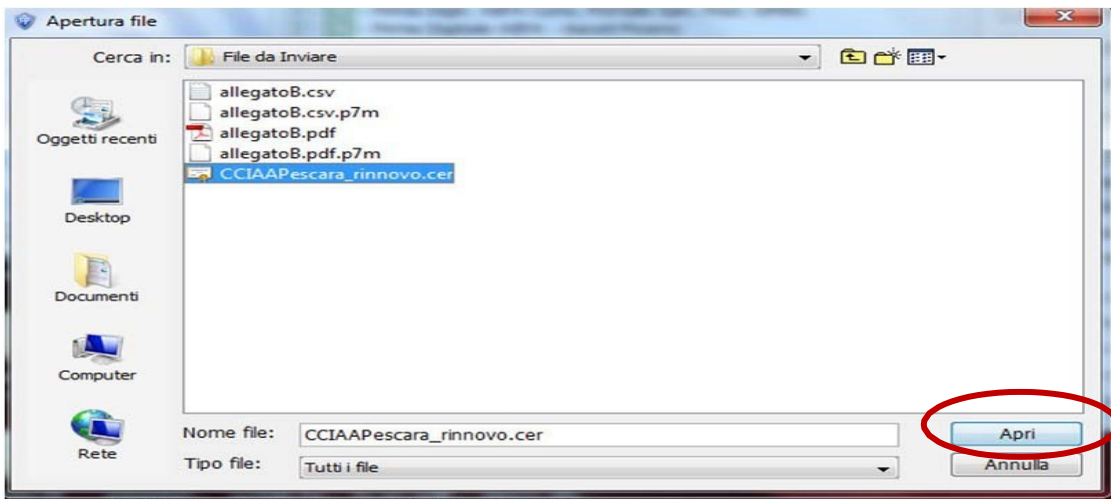 Apertura file
Cerca in: File da Inviare
allegatoB.csv
allegatoB.csv.p7m
allegatoB.pdf
allegatoB.pdf.p7m
CCIAAPescara_rinnovo.cer
Oggetti recenti
Desktop
Documenti
Computer
Rete
Nome file: CCIAAPescara_rinnovo.cer Apri
Tipo file: Tutti i file Annulla